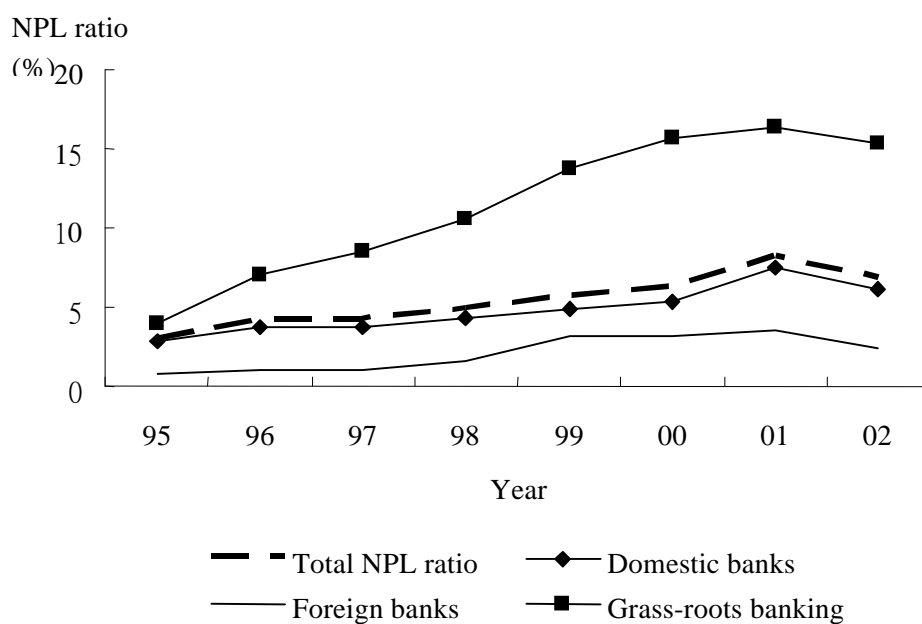 NPL ratio
(%)
20
15
10
5
0
95 96 97 98 99 00 01 02
Year
Total NPL ratio Domestic banks
Foreign banks Grass-roots banking